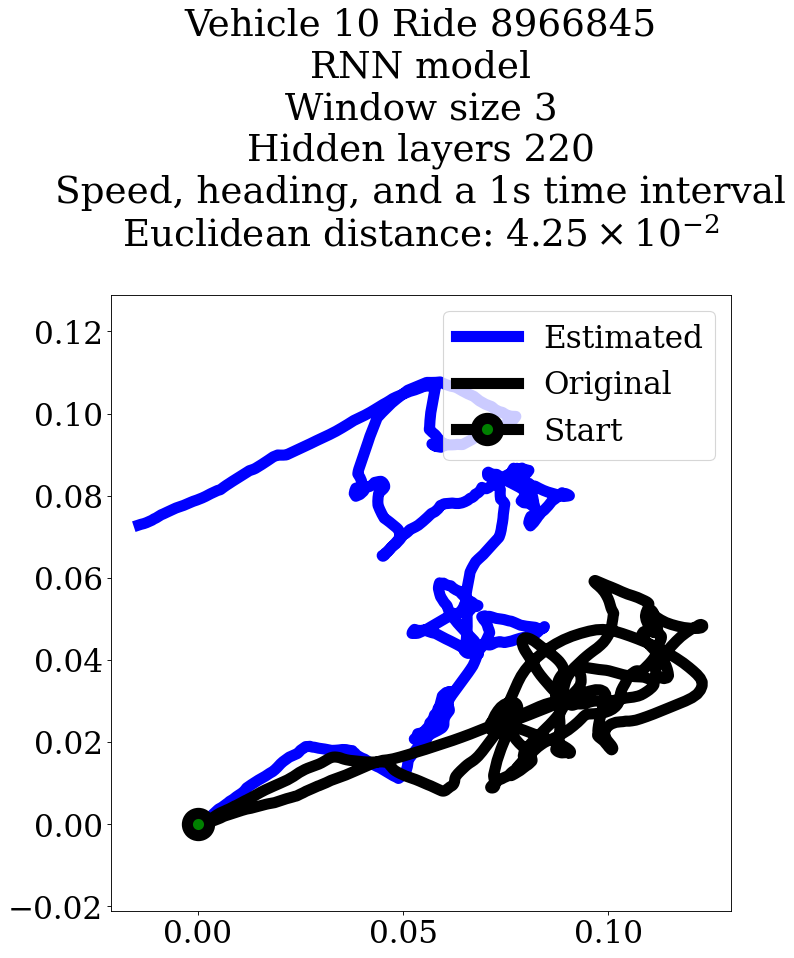 Vehicle 10 Ride 8966845
RNN model
Window size 3
Hidden layers 220
Speed, heading, and a 1s time interval
Euclidean distance: 4.25 × 10⁻²
Estimated
Original
Start
0.12
0.10
0.08
0.06
0.04
0.02
0.00
−0.02
0.00 0.05 0.10